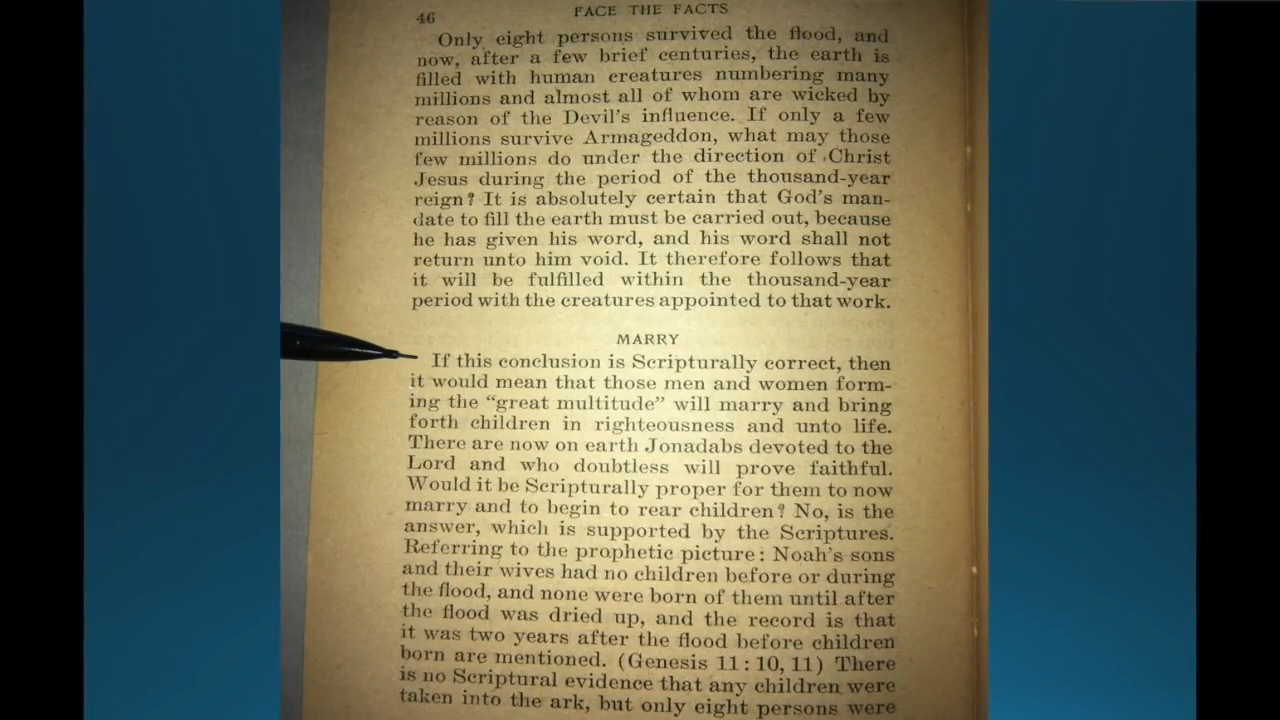 46
FACE THE FACTS
Only eight persons survived the flood, and
now, after a few brief centuries, the earth is
filled with human creatures numbering many
millions and almost all of whom are wicked by
reason of the Devil's influence. If only a few
millions survive Armageddon, what may those
few millions do under the direction of Christ
Jesus during the period of the thousand-year
reign? It is absolutely certain that God's man-
date to fill the earth must be carried out, because
he has given his word, and his word shall not
return unto him void. It therefore follows that
it will be fulfilled within the thousand-year
period with the creatures appointed to that work.
MARRY
If this conclusion is Scripturally correct, then
it would mean that those men and women form-
ing the “great multitude” will marry and bring
forth children in righteousness and unto life.
There are now on earth Jonadabs devoted to the
Lord and who doubtless will prove faithful.
Would it be Scripturally proper for them to now
marry and to begin to rear children? No, is the
answer, which is supported by the Scriptures.
Referring to the prophetic picture: Noah's sons
and their wives had no children before or during
the flood, and none were born of them until after
the flood was dried up, and the record is that
it was two years after the flood before children
born are mentioned. (Genesis 11:10, 11) There
is no Scriptural evidence that any children were
taken into the ark, but only eight persons were